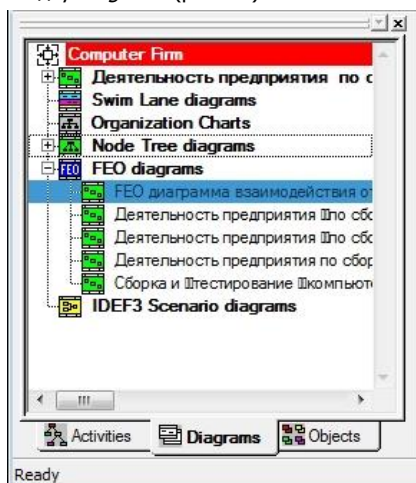 Computer Firm
Деятельность предприятия по с
Swim Lane diagrams
Organization Charts
Node Tree diagrams
FEO diagrams
FEO диаграмма взаимодействия от
Деятельность предприятия по сбо
Деятельность предприятия по сбо
Деятельность предприятия по сбор
Сборка и тестирование компьют
IDEF3 Scenario diagrams
Activities Diagrams Objects
Ready